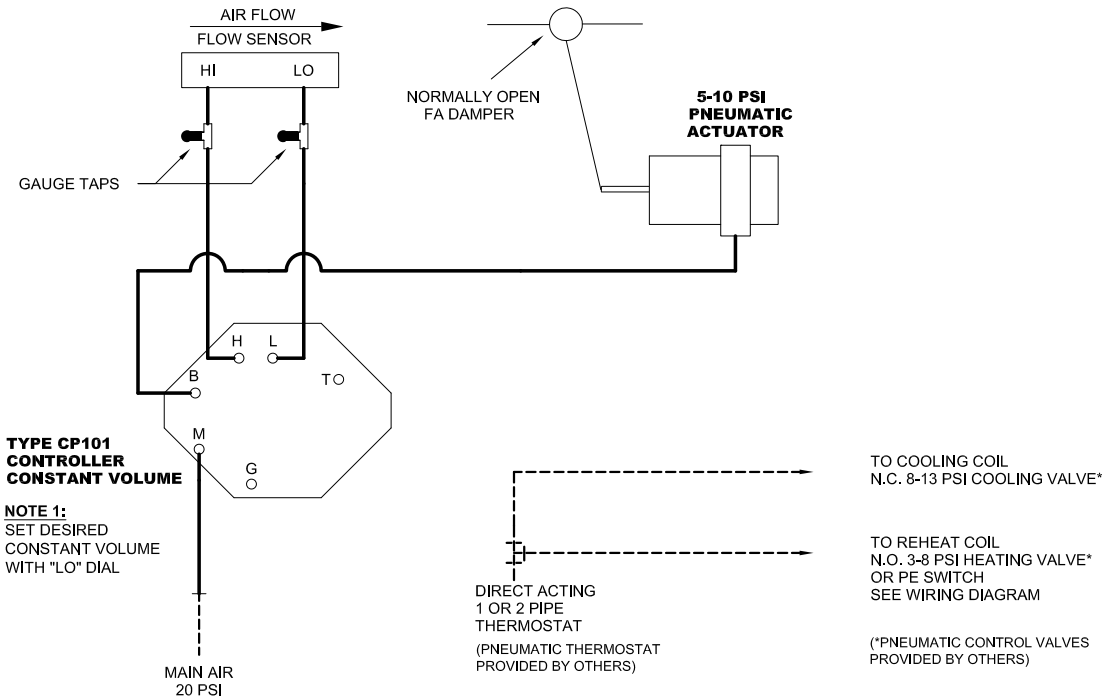 AIR FLOW
FLOW SENSOR
HI
LO
GAUGE TAPS
NORMALLY OPEN
FA DAMPER
5-10 PSI
PNEUMATIC
ACTUATOR
H
L
B
T
M
G
TYPE CP101
CONTROLLER
CONSTANT VOLUME
NOTE 1:
SET DESIRED
CONSTANT VOLUME
WITH "LO" DIAL
MAIN AIR
20 PSI
DIRECT ACTING
1 OR 2 PIPE
THERMOSTAT
(PNEUMATIC THERMOSTAT
PROVIDED BY OTHERS)
TO COOLING COIL
N.C. 8-13 PSI COOLING VALVE*
TO REHEAT COIL
N.O. 3-8 PSI HEATING VALVE*
OR PE SWITCH
SEE WIRING DIAGRAM
(*PNEUMATIC CONTROL VALVES
PROVIDED BY OTHERS)